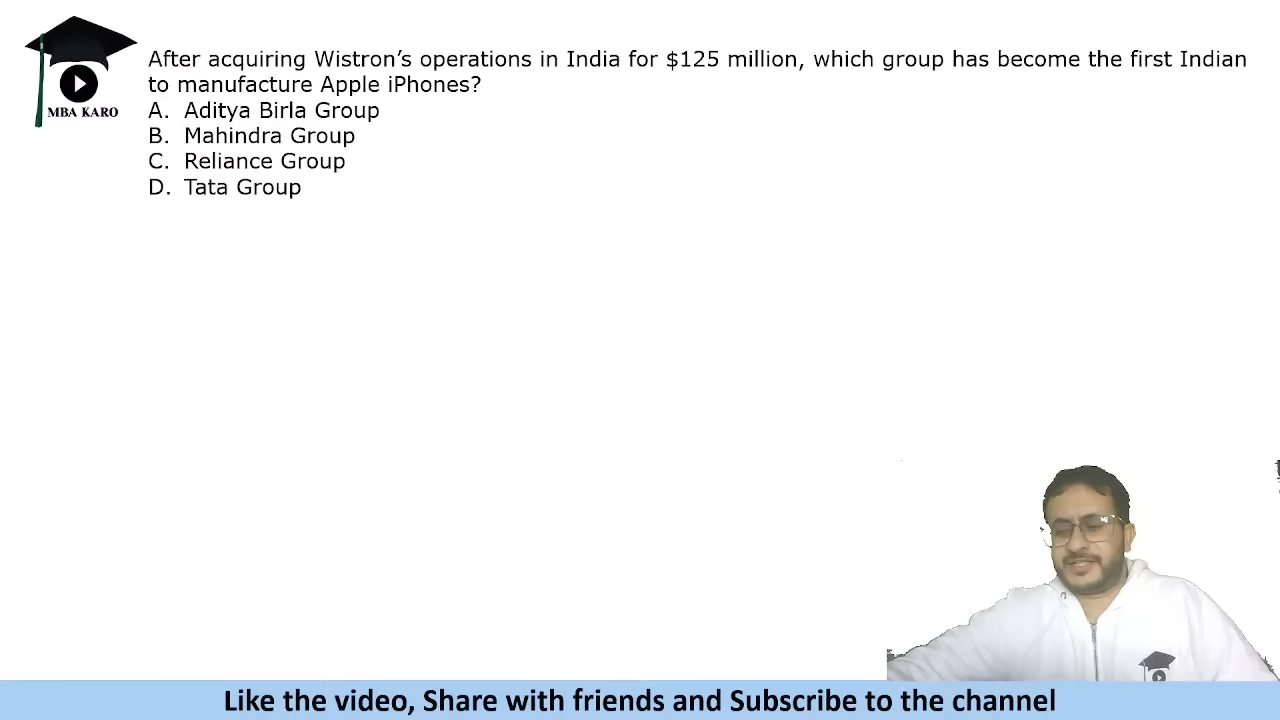 After acquiring Wistron’s operations in India for $125 million, which group has become the first Indian
to manufacture Apple iPhones?
A. Aditya Birla Group
B. Mahindra Group
C. Reliance Group
D. Tata Group
MBA KARO
Like the video, Share with friends and Subscribe to the channel